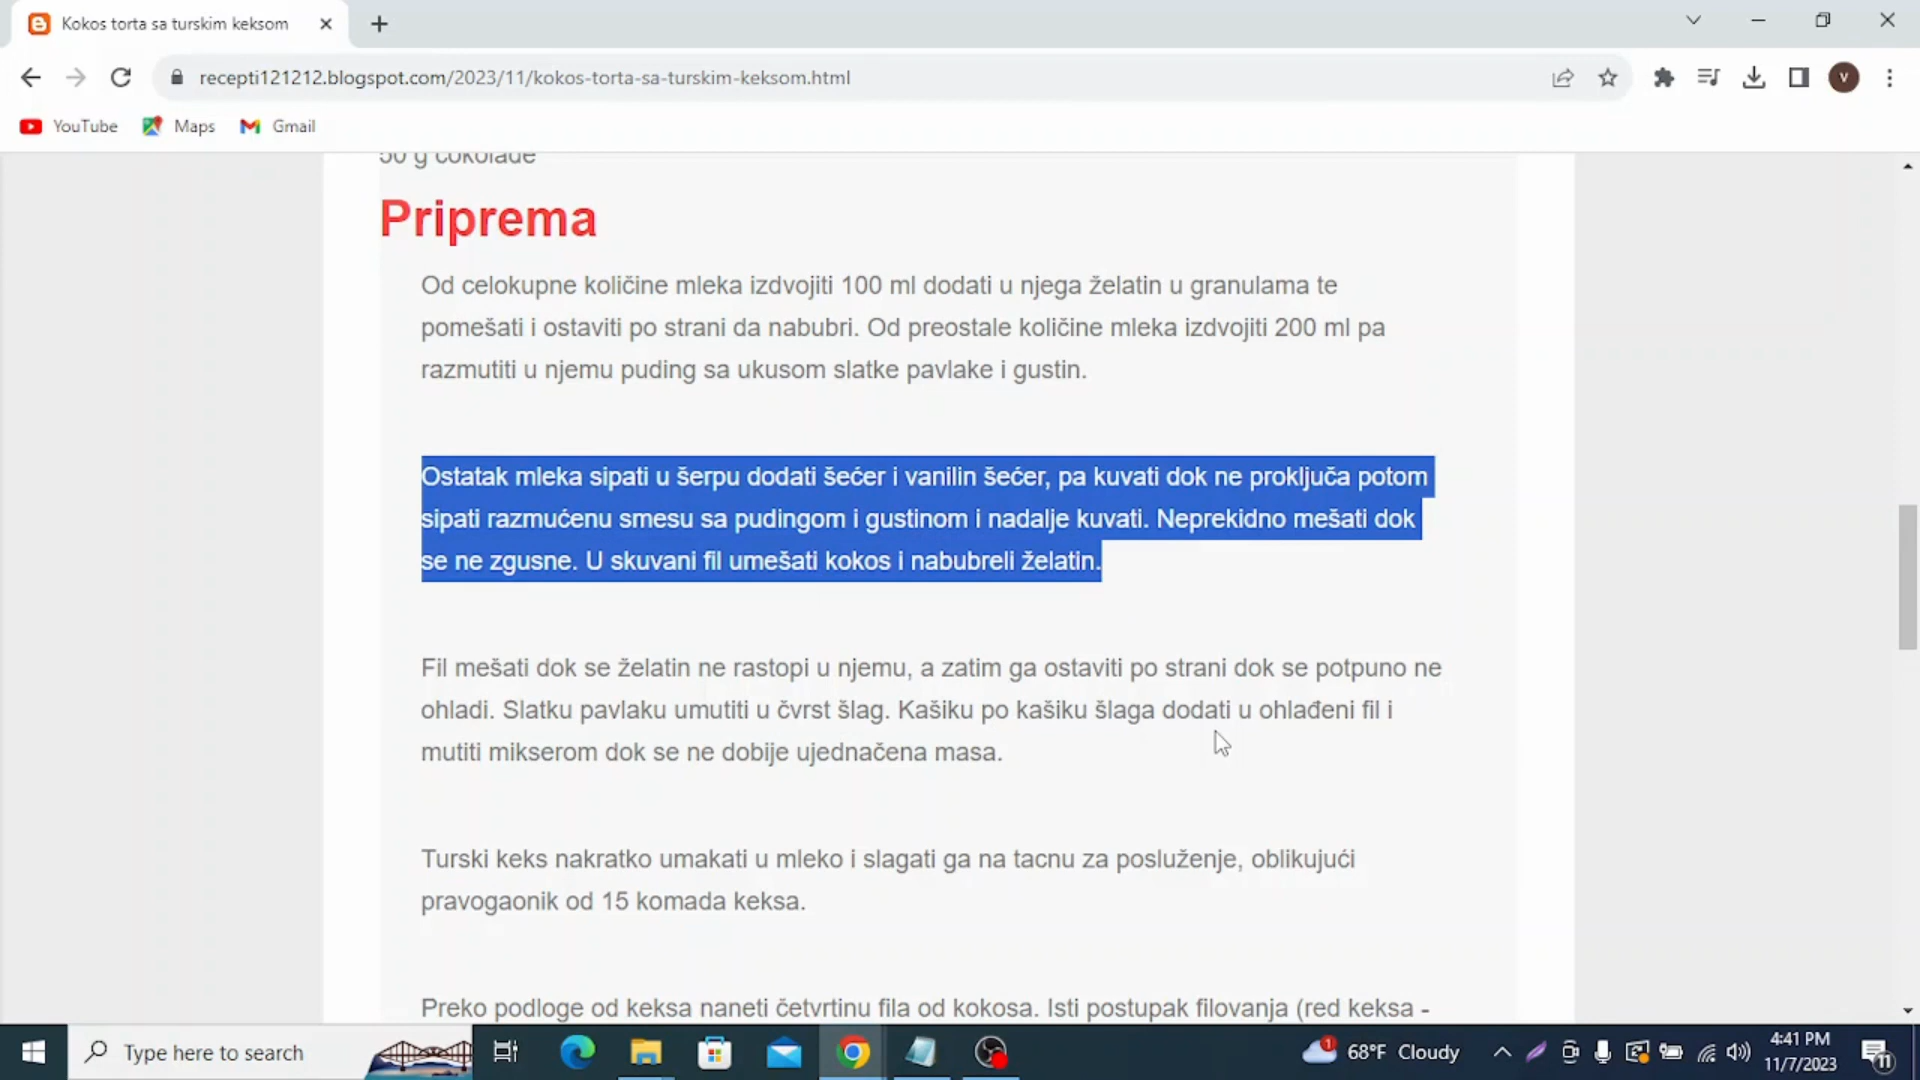 Kokos torta sa turskim keksom
recepti121212.blogspot.com/2023/11/kokos-torta-sa-turskim-keksom.html
V
YouTube
Maps
Gmail
50 g čokolade
Priprema
Od celokupne količine mleka izdvojiti 100 ml dodati u njega želatin u granulama te
pomešati i ostaviti po strani da nabubri. Od preostale količine mleka izdvojiti 200 ml pa
razmutiti u njemu puding sa ukusom slatke pavlake i gustin.
Ostatak mleka sipati u šerpu dodati šećer i vanilin šećer, pa kuvati dok ne proključa potom
sipati razmućenu smesu sa pudingom i gustinom i nadalje kuvati. Neprekidno mešati dok
se ne zgusne. U skuvani fil umešati kokos i nabubreli želatin.
Fil mešati dok se želatin ne rastopi u njemu, a zatim ga ostaviti po strani dok se potpuno ne
ohladi. Slatku pavlaku umutiti u čvrst šlag. Kašiku po kašiku šlaga dodati u ohlađeni fil i
mutiti mikserom dok se ne dobije ujednačena masa.
Turski keks nakratko umakati u mleko i slagati ga na tacnu za posluženje, oblikujući
pravogaonik od 15 komada keksa.
Preko podloge od keksa naneti četvrtinu fila od kokosa. Isti postupak filovanja (red keksa -
Type here to search
1
68°F Cloudy
4:41 PM
11/7/2023
11